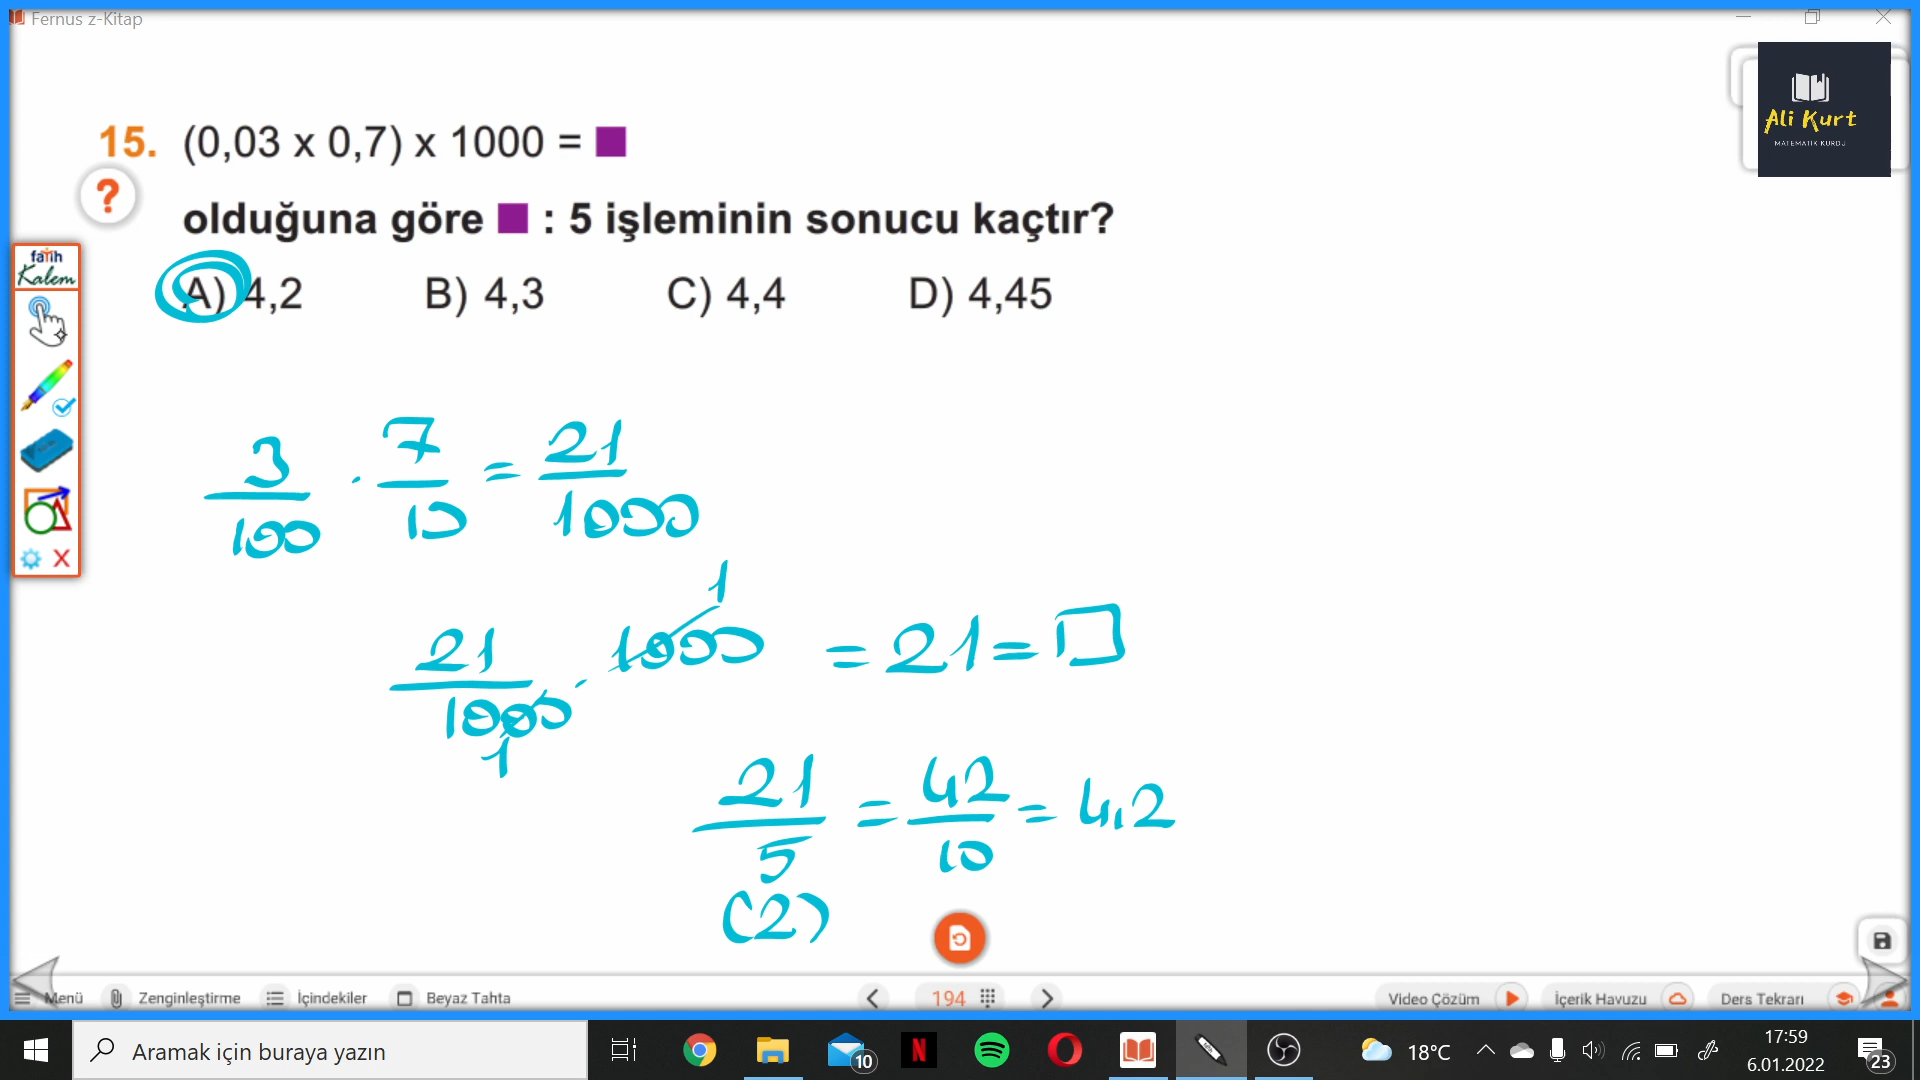 Fernus z-Kitap
Ali Kurt
MATEMATİK KURDU
15. (0,03 x 0,7) x 1000 = ■
?
olduğuna göre ■ : 5 işleminin sonucu kaçtır?
A) 4,2 B) 4,3 C) 4,4 D) 4,45
fatih
Kalem
3/100 · 7/10 = 21/1000
21/1000 · 1000 = 21 = □
1
1
21/5 = 42/10 = 4,2
(2)
Menü Zenginleştirme İçindekiler Beyaz Tahta 194 Video Çözüm İçerik Havuzu Ders Tekrarı
Aramak için buraya yazın 10 N 18°C 17:59
6.01.2022 23